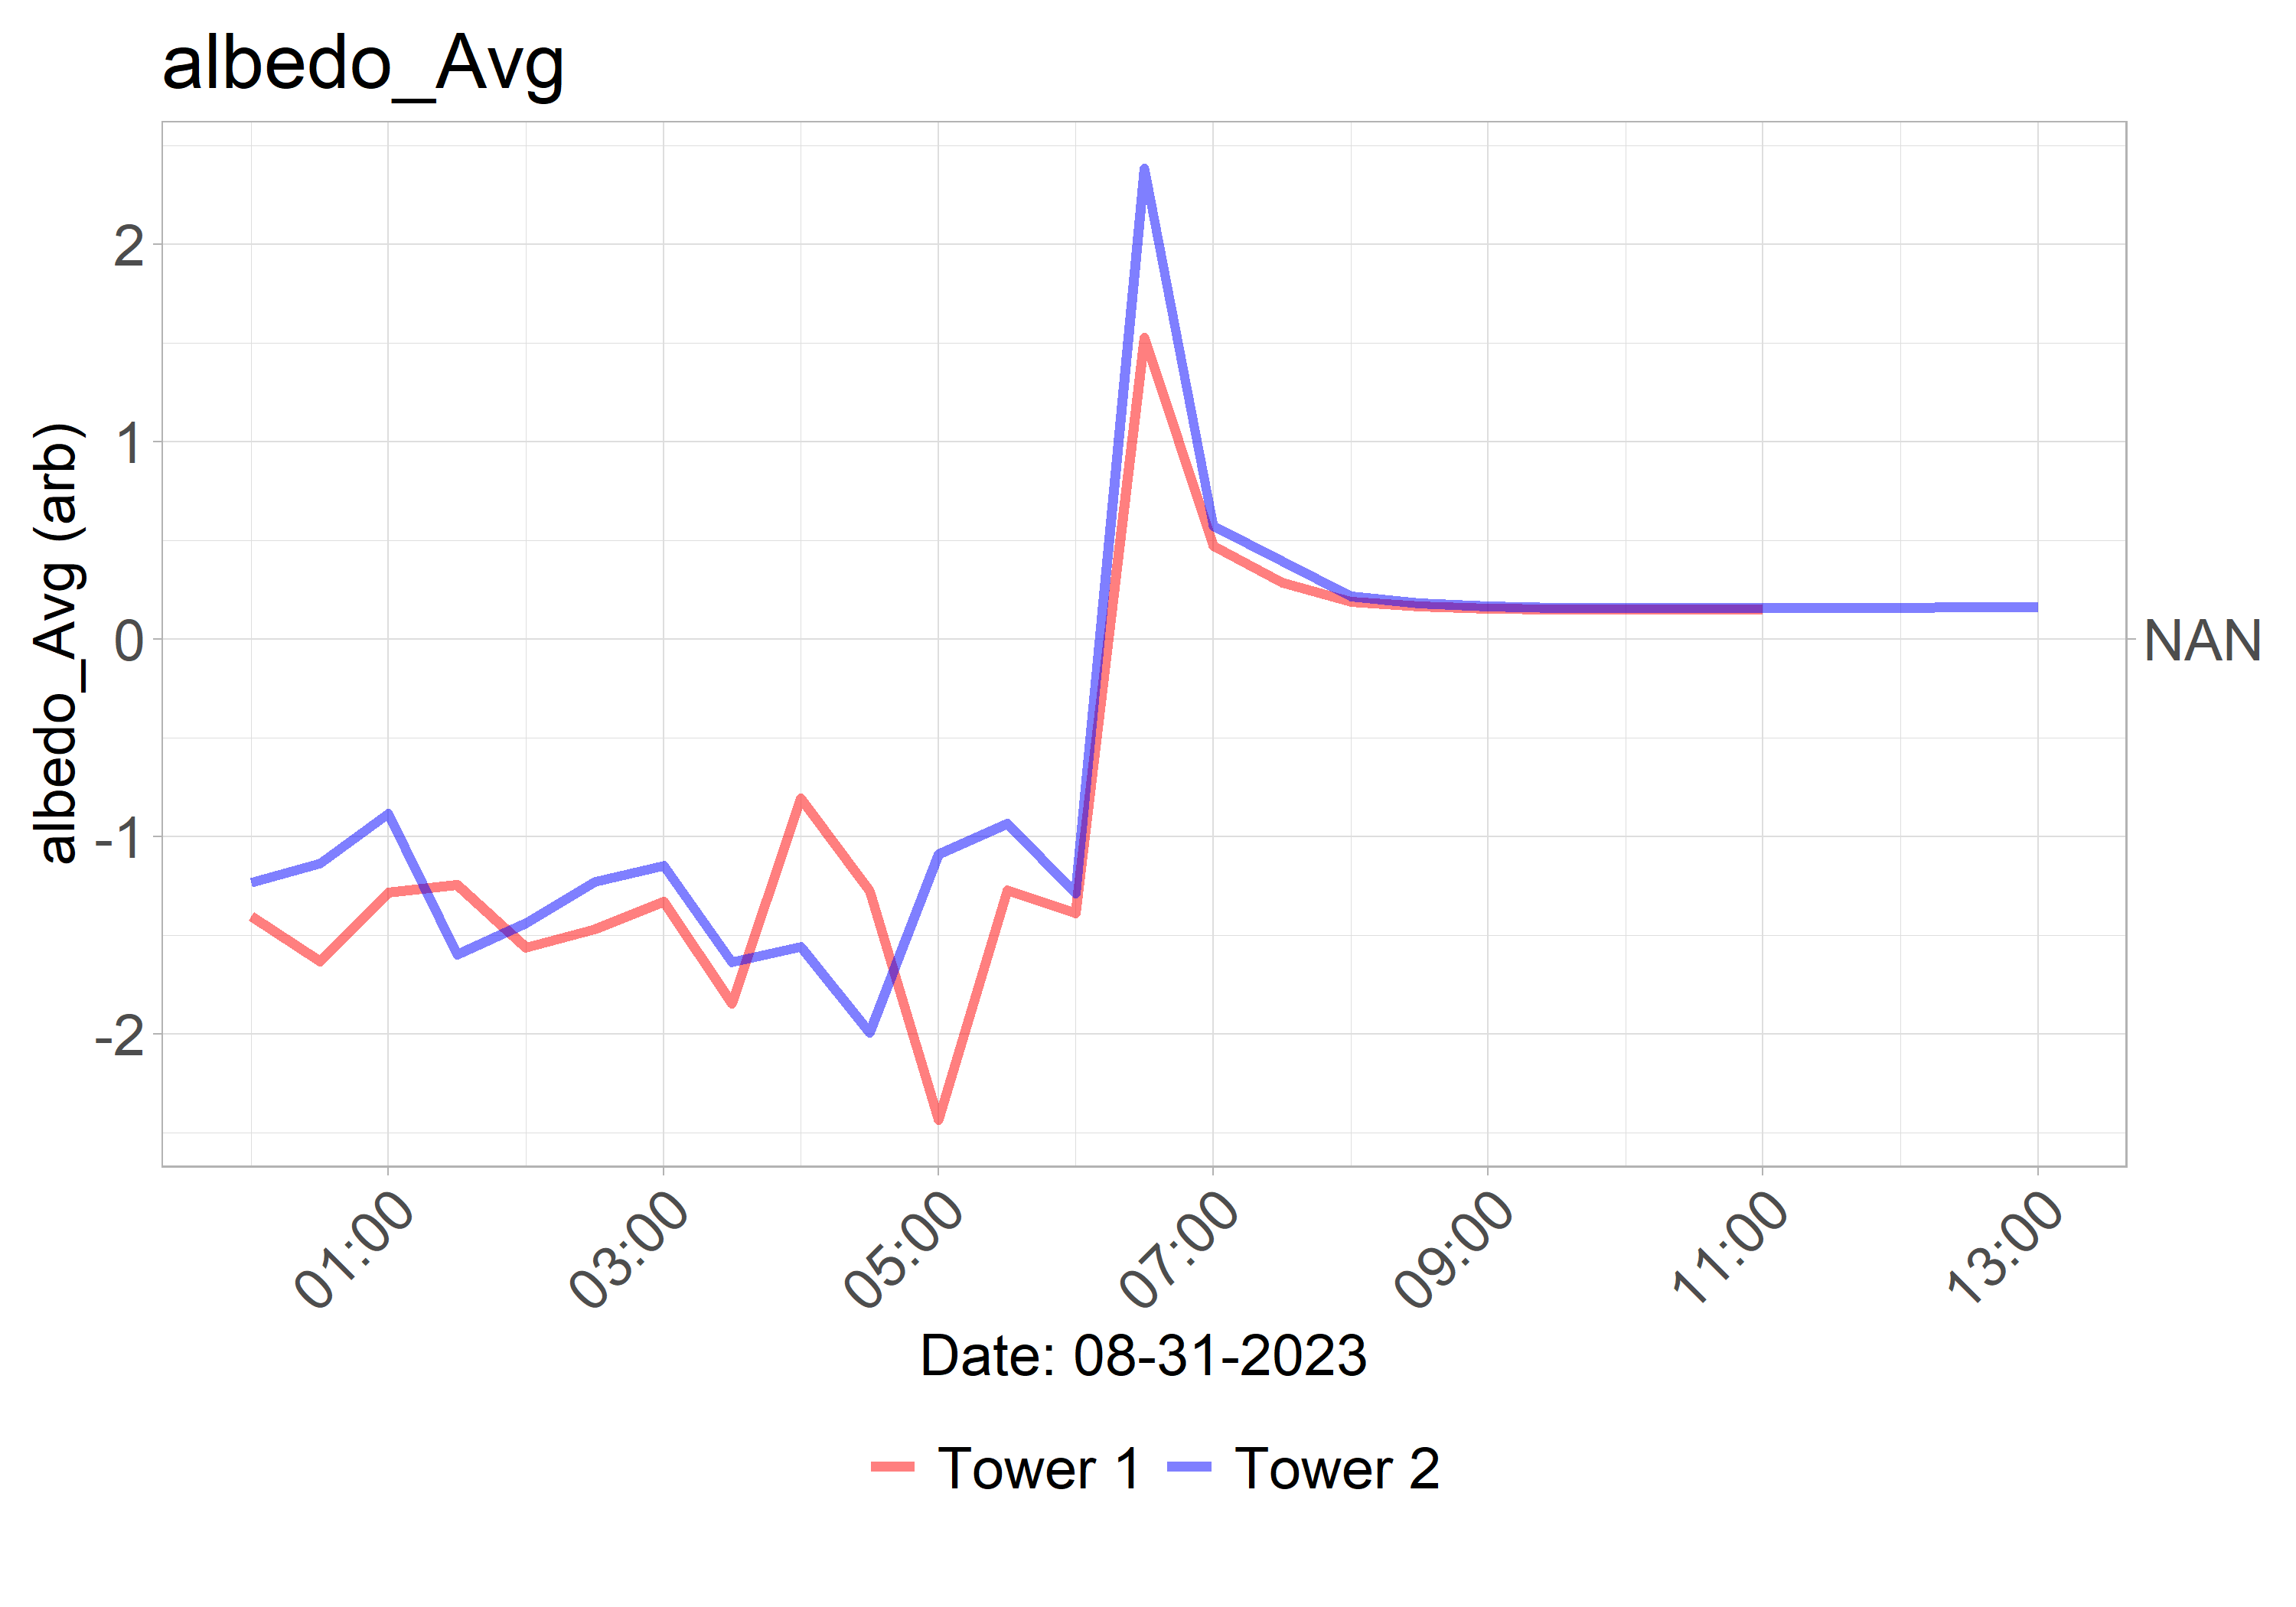 albedo_Avg
albedo_Avg (arb)
2
1
0
-1
-2
NAN
01:00
03:00
05:00
07:00
09:00
11:00
13:00
Date: 08-31-2023
Tower 1
Tower 2